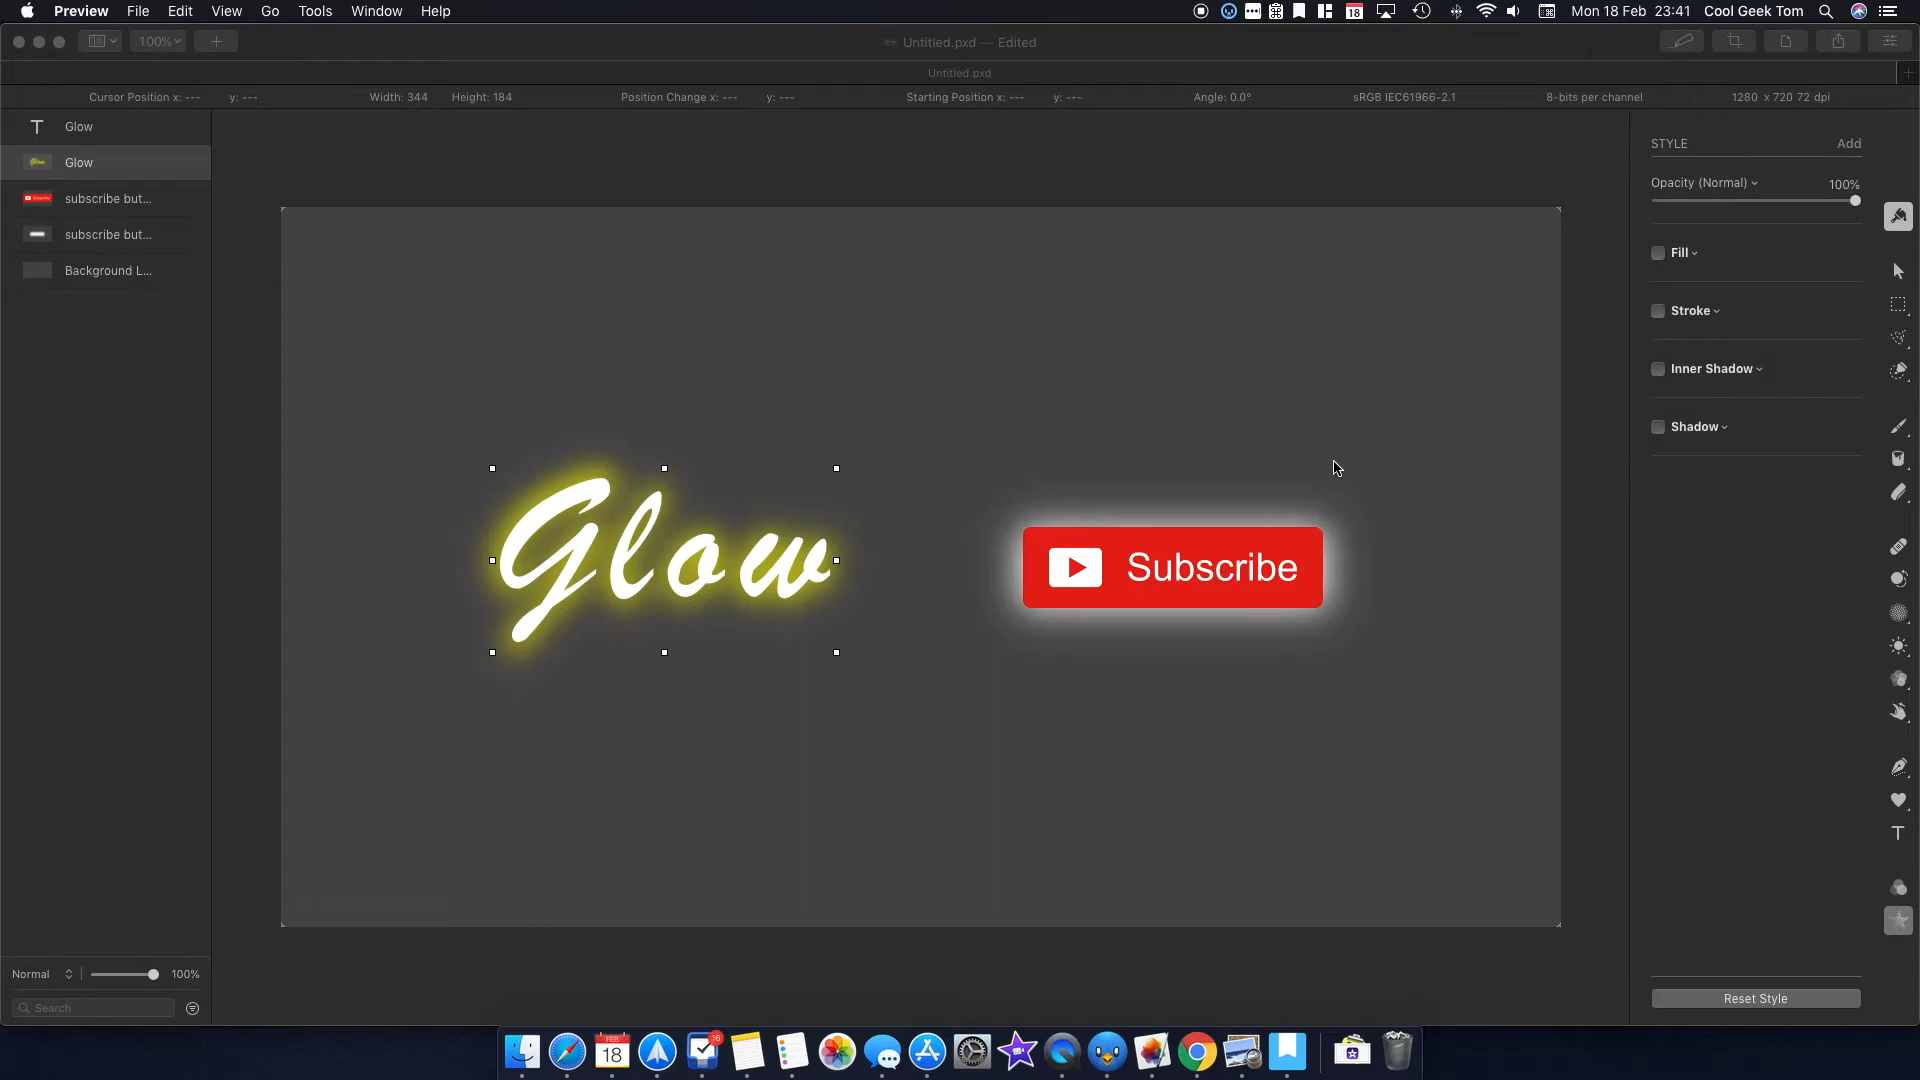 Preview File Edit View Go Tools Window Help
18
Mon 18 Feb 23:41 Cool Geek Tom
100%
Untitled.pxd — Edited
Untitled.pxd
Cursor Position x: --- y: --- Width: 344 Height: 184 Position Change x: --- y: --- Starting Position x: --- y: --- Angle: 0.0° sRGB IEC61966-2.1 8-bits per channel 1280 x 720 72 dpi
T Glow
Glow
subscribe but...
subscribe but...
Background L...
STYLE Add
Opacity (Normal) 100%
Fill
Stroke
Inner Shadow
Shadow
Glow
Subscribe
T
Normal 100%
Search
Reset Style
FEB
18
16